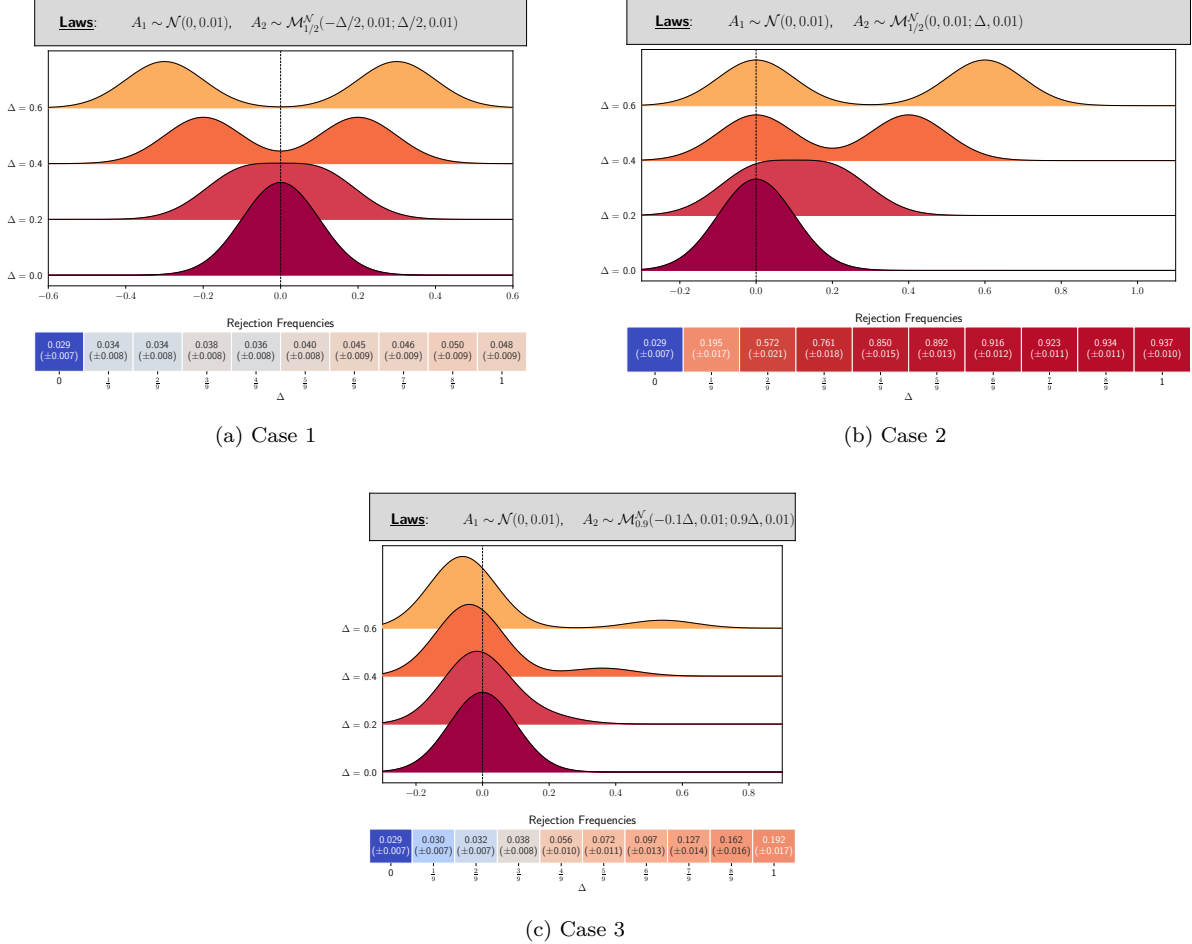 Laws: A₁ ∼ 𝒩(0, 0.01), A₂ ∼ ℳ^𝒩_{1/2}(−Δ/2, 0.01; Δ/2, 0.01)
Δ = 0.6
Δ = 0.4
Δ = 0.2
Δ = 0.0
−0.6 −0.4 −0.2 0.0 0.2 0.4 0.6
Rejection Frequencies
0.029 0.034 0.034 0.038 0.036 0.040 0.045 0.046 0.050 0.048
(±0.007) (±0.008) (±0.008) (±0.008) (±0.008) (±0.008) (±0.009) (±0.009) (±0.009) (±0.009)
0 1/9 2/9 3/9 4/9 5/9 6/9 7/9 8/9 1
Δ
(a) Case 1
Laws: A₁ ∼ 𝒩(0, 0.01), A₂ ∼ ℳ^𝒩_{1/2}(0, 0.01; Δ, 0.01)
Δ = 0.6
Δ = 0.4
Δ = 0.2
Δ = 0.0
−0.2 0.0 0.2 0.4 0.6 0.8 1.0
Rejection Frequencies
0.029 0.195 0.572 0.761 0.850 0.892 0.916 0.923 0.934 0.937
(±0.007) (±0.017) (±0.021) (±0.018) (±0.015) (±0.013) (±0.012) (±0.011) (±0.011) (±0.010)
0 1/9 2/9 3/9 4/9 5/9 6/9 7/9 8/9 1
Δ
(b) Case 2
Laws: A₁ ∼ 𝒩(0, 0.01), A₂ ∼ ℳ^𝒩_{0.9}(−0.1Δ, 0.01; 0.9Δ, 0.01)
Δ = 0.6
Δ = 0.4
Δ = 0.2
Δ = 0.0
−0.2 0.0 0.2 0.4 0.6 0.8
Rejection Frequencies
0.029 0.030 0.032 0.038 0.056 0.072 0.097 0.127 0.162 0.192
(±0.007) (±0.007) (±0.007) (±0.008) (±0.010) (±0.011) (±0.013) (±0.014) (±0.016) (±0.017)
0 1/9 2/9 3/9 4/9 5/9 6/9 7/9 8/9 1
Δ
(c) Case 3